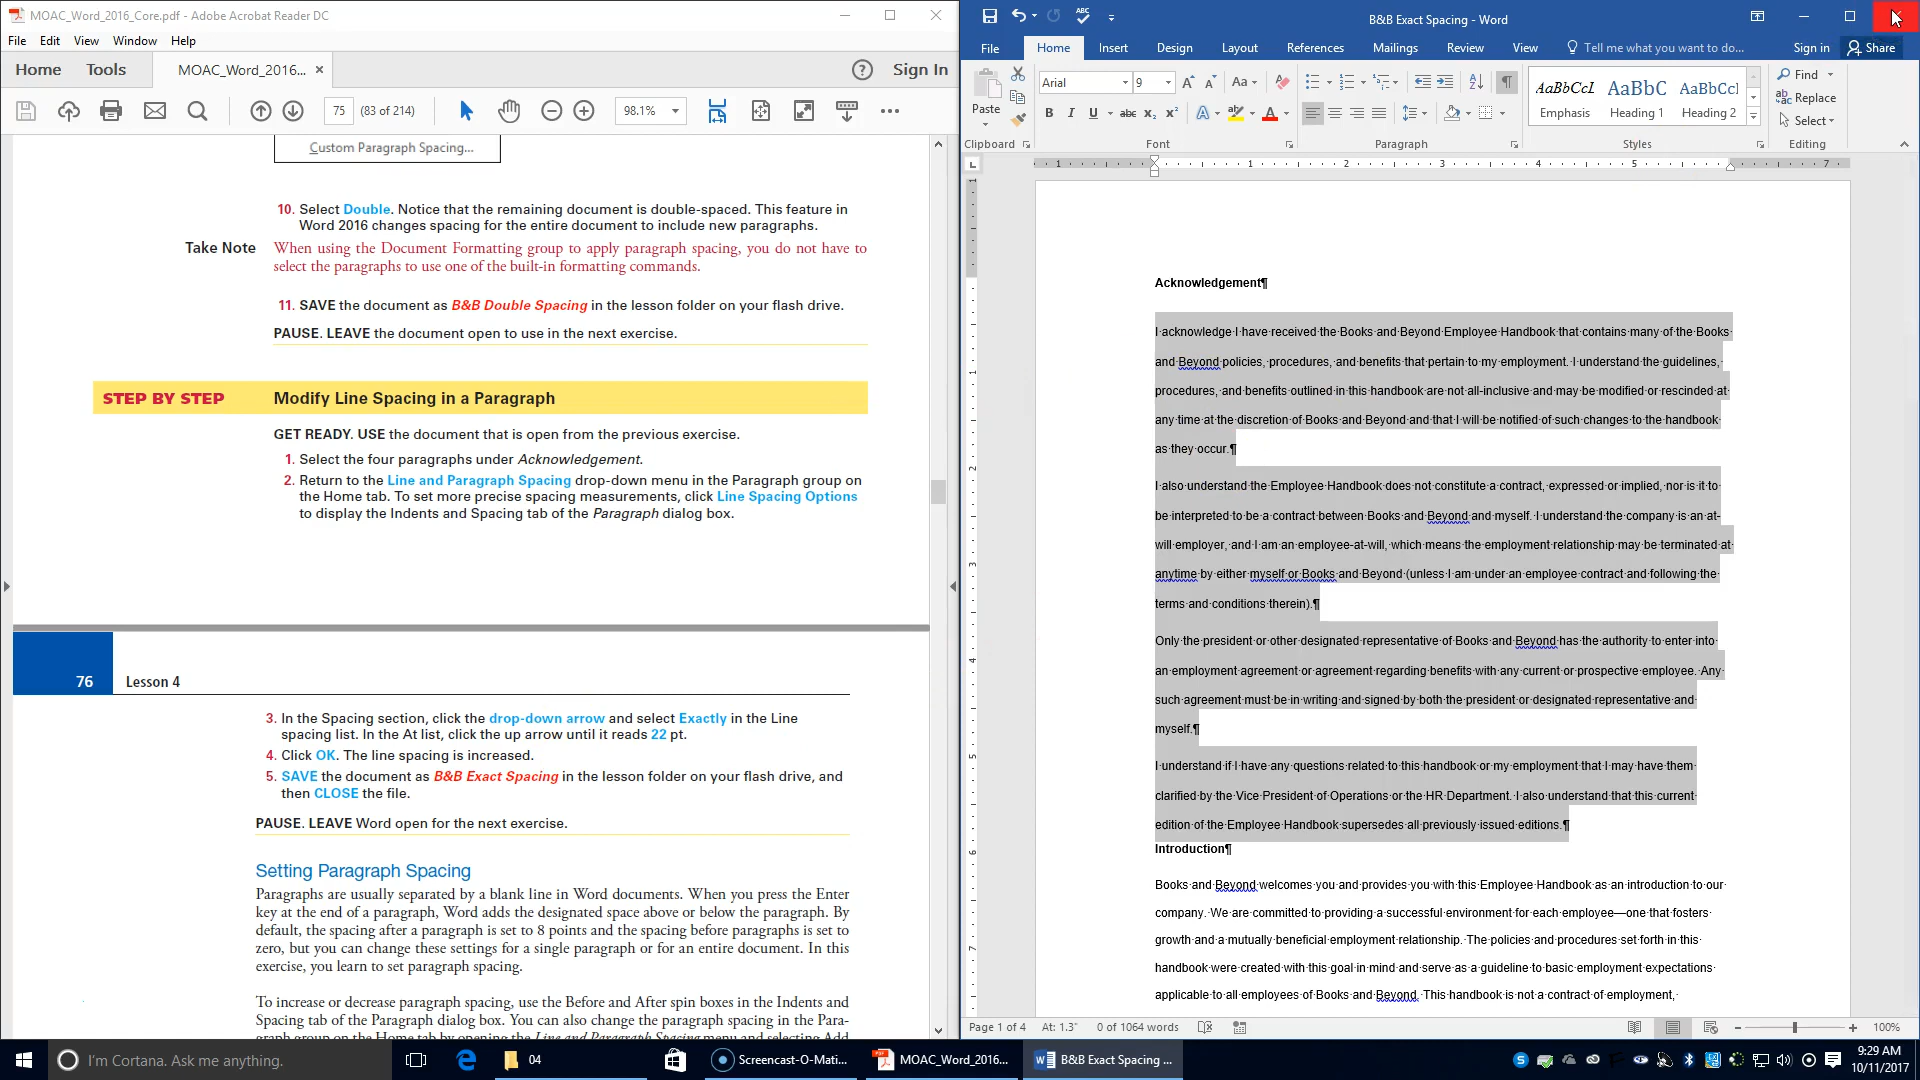 MOAC_Word_2016_Core.pdf - Adobe Acrobat Reader DC
File Edit View Window Help
Home Tools MOAC_Word_2016... × Sign In
75 (83 of 214) 98.1%
Custom Paragraph Spacing...
10. Select Double. Notice that the remaining document is double-spaced. This feature in
Word 2016 changes spacing for the entire document to include new paragraphs.
Take Note When using the Document Formatting group to apply paragraph spacing, you do not have to
select the paragraphs to use one of the built-in formatting commands.
11. SAVE the document as B&B Double Spacing in the lesson folder on your flash drive.
PAUSE. LEAVE the document open to use in the next exercise.
STEP BY STEP Modify Line Spacing in a Paragraph
GET READY. USE the document that is open from the previous exercise.
1. Select the four paragraphs under Acknowledgement.
2. Return to the Line and Paragraph Spacing drop-down menu in the Paragraph group on
the Home tab. To set more precise spacing measurements, click Line Spacing Options
to display the Indents and Spacing tab of the Paragraph dialog box.
76 Lesson 4
3. In the Spacing section, click the drop-down arrow and select Exactly in the Line
spacing list. In the At list, click the up arrow until it reads 22 pt.
4. Click OK. The line spacing is increased.
5. SAVE the document as B&B Exact Spacing in the lesson folder on your flash drive, and
then CLOSE the file.
PAUSE. LEAVE Word open for the next exercise.
Setting Paragraph Spacing
Paragraphs are usually separated by a blank line in Word documents. When you press the Enter
key at the end of a paragraph, Word adds the designated space above or below the paragraph. By
default, the spacing after a paragraph is set to 8 points and the spacing before paragraphs is set to
zero, but you can change these settings for a single paragraph or for an entire document. In this
exercise, you learn to set paragraph spacing.
To increase or decrease paragraph spacing, use the Before and After spin boxes in the Indents and
Spacing tab of the Paragraph dialog box. You can also change the paragraph spacing in the Para-
graph group on the Home tab by opening the Line and Paragraph Spacing menu and selecting Add
B&B Exact Spacing - Word
File Home Insert Design Layout References Mailings Review View Tell me what you want to do... Sign in Share
Paste Arial 9 AaBbCcI AaBbC AaBbCcI Find
Emphasis Heading 1 Heading 2 Replace
Select
Clipboard Font Paragraph Styles Editing
Acknowledgement¶
I acknowledge I have received the Books and Beyond Employee Handbook that contains many of the Books
and Beyond policies, procedures, and benefits that pertain to my employment. I understand the guidelines,
procedures, and benefits outlined in this handbook are not all-inclusive and may be modified or rescinded at
any time at the discretion of Books and Beyond and that I will be notified of such changes to the handbook
as they occur.¶
I also understand the Employee Handbook does not constitute a contract, expressed or implied, nor is it to
be interpreted to be a contract between Books and Beyond and myself. I understand the company is an at-
will employer, and I am an employee-at-will, which means the employment relationship may be terminated at
anytime by either myself or Books and Beyond (unless I am under an employee contract and following the
terms and conditions therein).¶
Only the president or other designated representative of Books and Beyond has the authority to enter into
an employment agreement or agreement regarding benefits with any current or prospective employee. Any
such agreement must be in writing and signed by both the president or designated representative and
myself.¶
I understand if I have any questions related to this handbook or my employment that I may have them
clarified by the Vice President of Operations or the HR Department. I also understand that this current
edition of the Employee Handbook supersedes all previously issued editions.¶
Introduction¶
Books and Beyond welcomes you and provides you with this Employee Handbook as an introduction to our
company. We are committed to providing a successful environment for each employee—one that fosters
growth and a mutually beneficial employment relationship. The policies and procedures set forth in this
handbook were created with this goal in mind and serve as a guideline to basic employment expectations
applicable to all employees of Books and Beyond. This handbook is not a contract of employment,
Page 1 of 4 At: 1.3" 0 of 1064 words 100%
I'm Cortana. Ask me anything. 04 Screencast-O-Mati... MOAC_Word_2016... B&B Exact Spacing ... 9:29 AM
10/11/2017